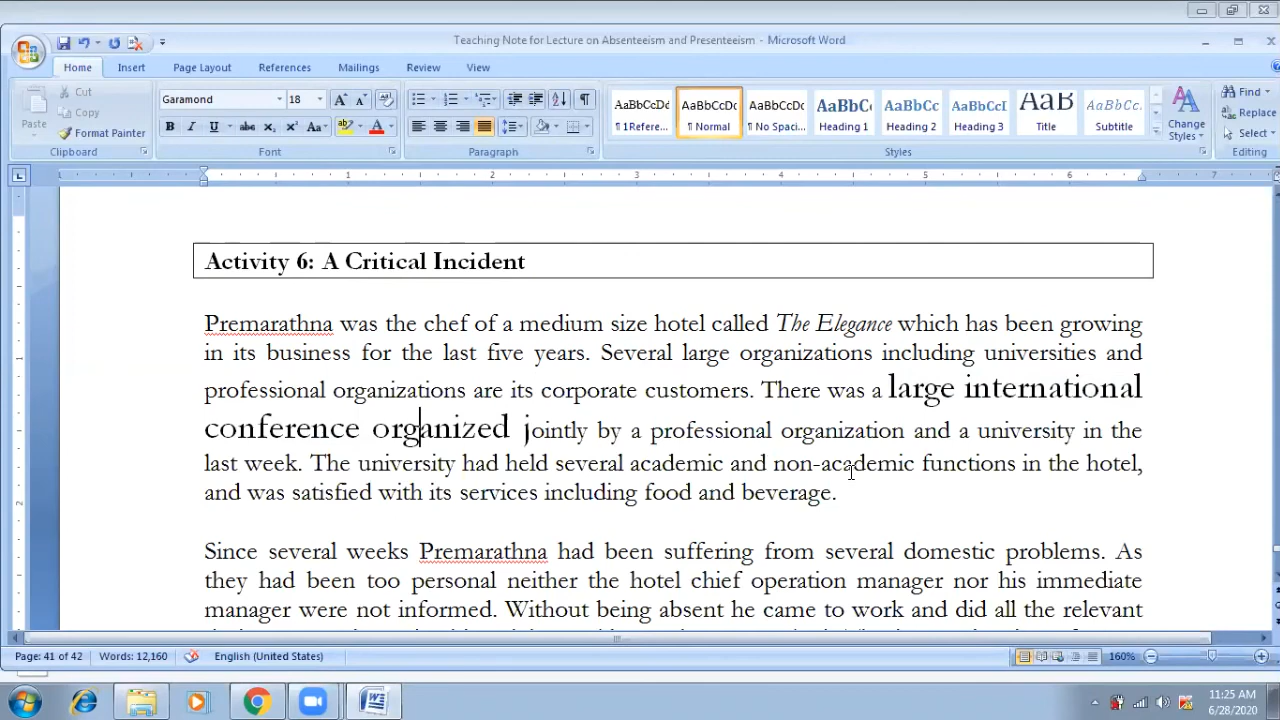 Teaching Note for Lecture on Absenteeism and Presenteeism - Microsoft Word
Home Insert Page Layout References Mailings Review View
Paste
Cut
Copy
Format Painter
Clipboard
Garamond 18
Font
Paragraph
AaBbCcDd AaBbCcDc AaBbCcDc AaBbCc AaBbCc AaBbCcI AaB AaBbCc.
¶ 1Refere... ¶ Normal ¶ No Spaci... Heading 1 Heading 2 Heading 3 Title Subtitle
Change Styles
Styles
Find
Replace
Select
Editing
1 1 2 3 4 5 6 7
Activity 6: A Critical Incident
Premarathna was the chef of a medium size hotel called The Elegance which has been growing
in its business for the last five years. Several large organizations including universities and
professional organizations are its corporate customers. There was a large international
conference organized jointly by a professional organization and a university in the
last week. The university had held several academic and non-academic functions in the hotel,
and was satisfied with its services including food and beverage.
Since several weeks Premarathna had been suffering from several domestic problems. As
they had been too personal neither the hotel chief operation manager nor his immediate
manager were not informed. Without being absent he came to work and did all the relevant
Page: 41 of 42 Words: 12,160 English (United States) 160%
11:25 AM
6/28/2020